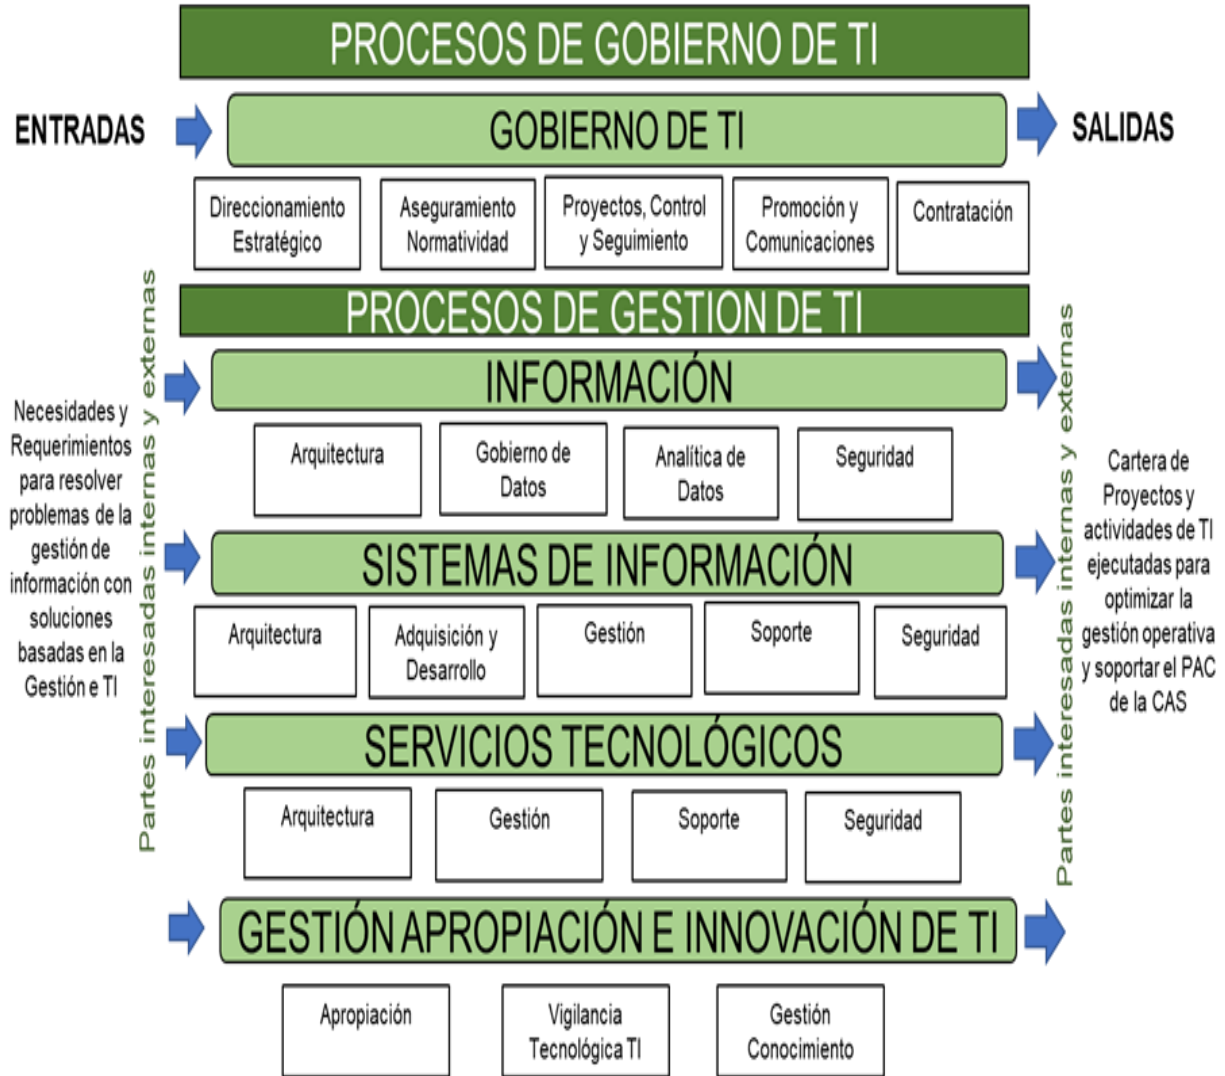 PROCESOS DE GOBIERNO DE TI
ENTRADAS
GOBIERNO DE TI
SALIDAS
Direccionamiento
Estratégico
Aseguramiento
Normatividad
Proyectos, Control
y Seguimiento
Promoción y
Comunicaciones
Contratación
PROCESOS DE GESTION DE TI
Partes interesadas internas y externas
Necesidades y
Requerimientos
para resolver
problemas de la
gestión de
información con
soluciones
basadas en la
Gestión e TI
INFORMACIÓN
Arquitectura
Gobierno de
Datos
Analítica de
Datos
Seguridad
SISTEMAS DE INFORMACIÓN
Arquitectura
Adquisición y
Desarrollo
Gestión
Soporte
Seguridad
SERVICIOS TECNOLÓGICOS
Arquitectura
Gestión
Soporte
Seguridad
GESTIÓN APROPIACIÓN E INNOVACIÓN DE TI
Apropiación
Vigilancia
Tecnológica TI
Gestión
Conocimiento
Partes interesadas internas y externas
Cartera de
Proyectos y
actividades de TI
ejecutadas para
optimizar la
gestión operativa
y soportar el PAC
de la CAS